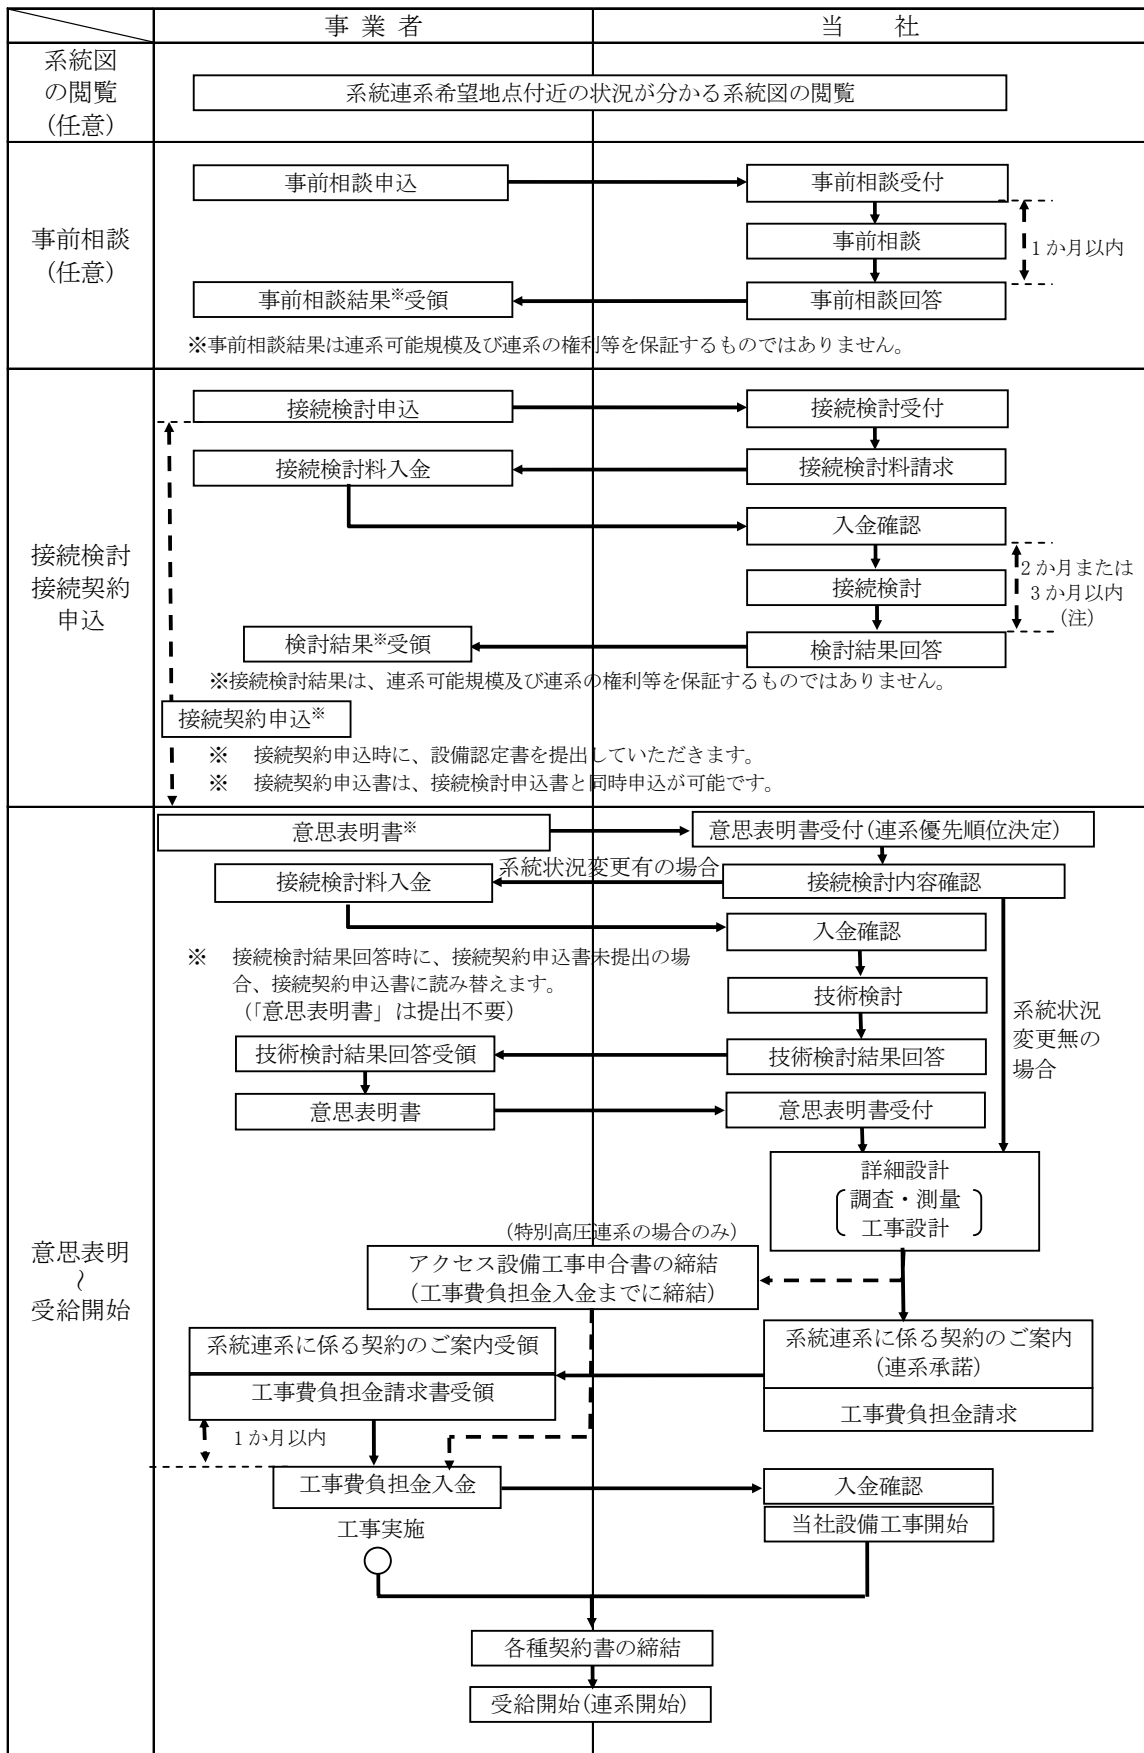 事業者
当　　社
系統図
の閲覧
(任意)
系統連系希望地点付近の状況が分かる系統図の閲覧
事前相談
(任意)
事前相談申込
事前相談受付
事前相談
1か月以内
事前相談結果※受領
事前相談回答
※事前相談結果は連系可能規模及び連系の権利等を保証するものではありません。
接続検討
接続契約
申込
接続検討申込
接続検討受付
接続検討料入金
接続検討料請求
入金確認
接続検討
2か月または
3か月以内
(注)
検討結果※受領
検討結果回答
※接続検討結果は、連系可能規模及び連系の権利等を保証するものではありません。
接続契約申込※
※　接続契約申込時に、設備認定書を提出していただきます。
※　接続契約申込書は、接続検討申込書と同時申込が可能です。
意思表明
～
受給開始
意思表明書※
意思表明書受付(連系優先順位決定)
系統状況変更有の場合
接続検討料入金
接続検討内容確認
入金確認
※　接続検討結果回答時に、接続契約申込書未提出の場
合、接続契約申込書に読み替えます。
(「意思表明書」は提出不要)
技術検討
系統状況
変更無の
場合
技術検討結果回答受領
技術検討結果回答
意思表明書
意思表明書受付
詳細設計
調査・測量
工事設計
(特別高圧連系の場合のみ)
アクセス設備工事申合書の締結
(工事費負担金入金までに締結)
系統連系に係る契約のご案内受領
系統連系に係る契約のご案内
(連系承諾)
工事費負担金請求書受領
工事費負担金請求
1か月以内
工事費負担金入金
入金確認
工事実施
当社設備工事開始
各種契約書の締結
受給開始(連系開始)